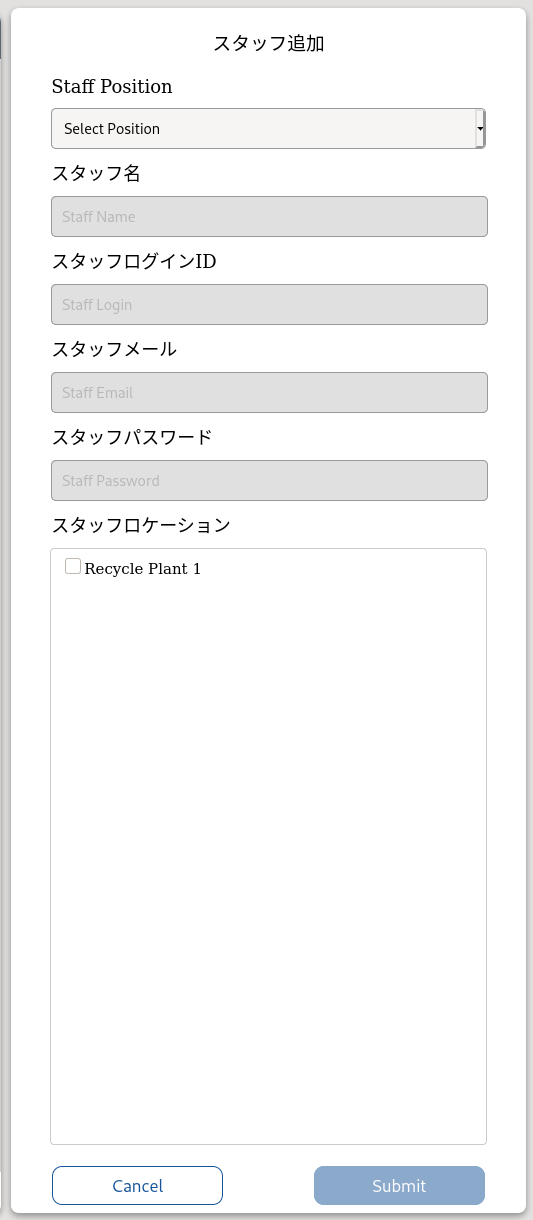 スタッフ追加
Staff Position
Select Position
スタッフ名
Staff Name
スタッフログインID
Staff Login
スタッフメール
Staff Email
スタッフパスワード
Staff Password
スタッフロケーション
Recycle Plant 1
Cancel
Submit